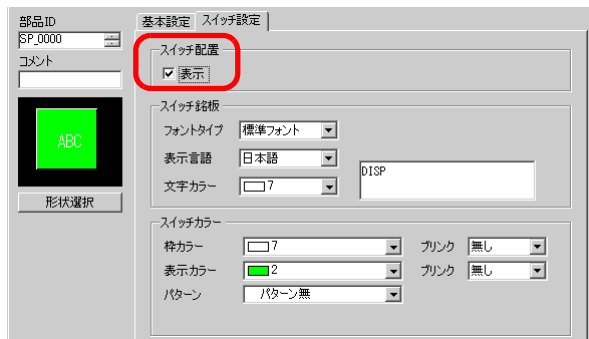 部品ID
SP_0000
コメント
ABC
形状選択
基本設定 スイッチ設定
スイッチ配置
表示
スイッチ銘板
フォントタイプ 標準フォント
表示言語 日本語
文字カラー 7
DISP
スイッチカラー
枠カラー 7 ブリンク 無し
表示カラー 2 ブリンク 無し
パターン パターン無